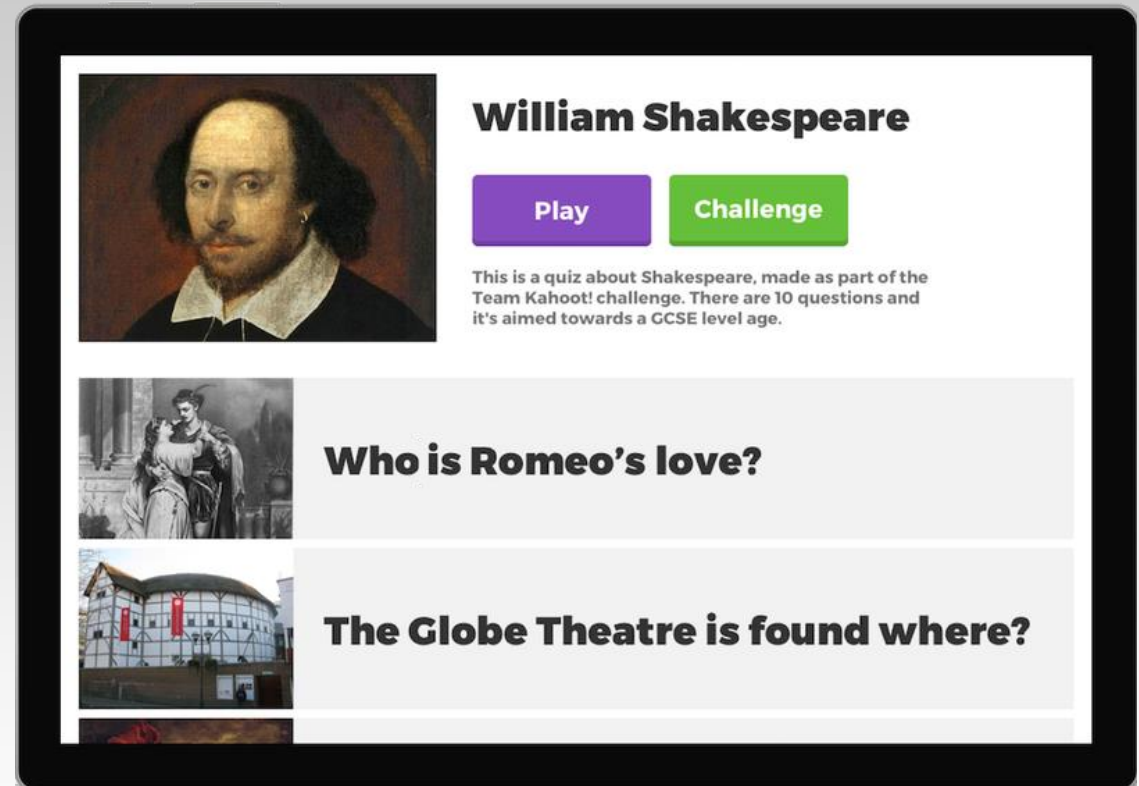 William Shakespeare
Play
Challenge
This is a quiz about Shakespeare, made as part of the
Team Kahoot! challenge. There are 10 questions and
it's aimed towards a GCSE level age.
Who is Romeo’s love?
The Globe Theatre is found where?